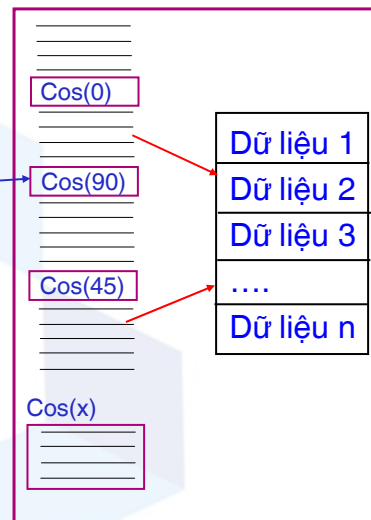 Cos(0)
Cos(90)
Cos(45)
Cos(x)
Dữ liệu 1
Dữ liệu 2
Dữ liệu 3
....
Dữ liệu n